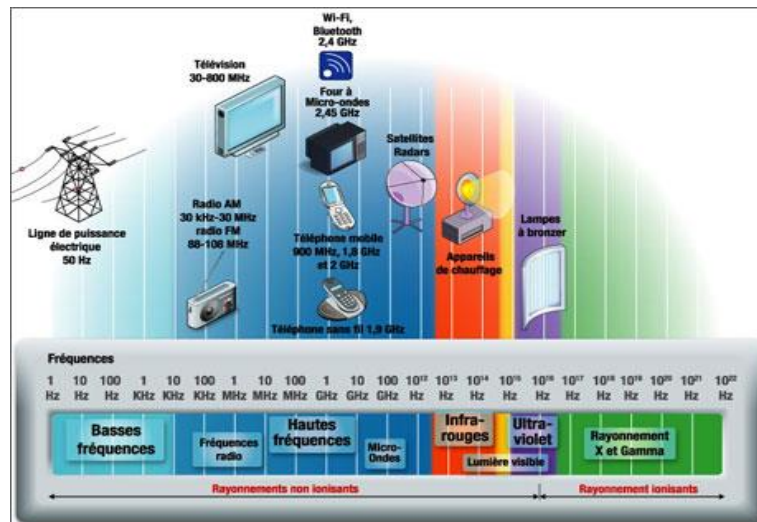 Wi-Fi,
Bluetooth
2,4 GHz
Télévision
30-800 MHz
Four à
Micro-ondes
2,45 GHz
Satellites
Radars
Ligne de puissance
électrique
50 Hz
Radio AM
30 kHz-30 MHz
radio FM
88-108 MHz
Téléphone mobile
900 MHz, 1,8 GHz
et 2 GHz
Téléphone sans fil 1,9 GHz
Appareils
de chauffage
Lampes
à bronzer
Fréquences
1 10 100 1 10 100 1 10 100 1 10 100 10¹² 10¹³ 10¹⁴ 10¹⁵ 10¹⁶ 10¹⁷ 10¹⁸ 10¹⁹ 10²⁰ 10²¹ 10²²
Hz Hz Hz KHz KHz KHz MHz MHz MHz GHz GHz GHz Hz Hz Hz Hz Hz Hz Hz Hz Hz Hz Hz
Basses
fréquences
Fréquences
radio
Hautes
fréquences
Micro-
Ondes
Infra-
rouges
Lumière visible
Ultra-
violet
Rayonnement
X et Gamma
Rayonnements non ionisants
Rayonnement ionisants